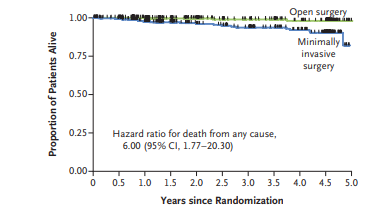 Open surgery
Minimally
invasive
surgery
Proportion of Patients Alive
1.00
0.75
0.50
0.25
0.00
Hazard ratio for death from any cause,
6.00 (95% CI, 1.77–20.30)
0 0.5 1.0 1.5 2.0 2.5 3.0 3.5 4.0 4.5 5.0
Years since Randomization